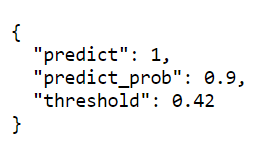 {
  "predict": 1,
  "predict_prob": 0.9,
  "threshold": 0.42
}